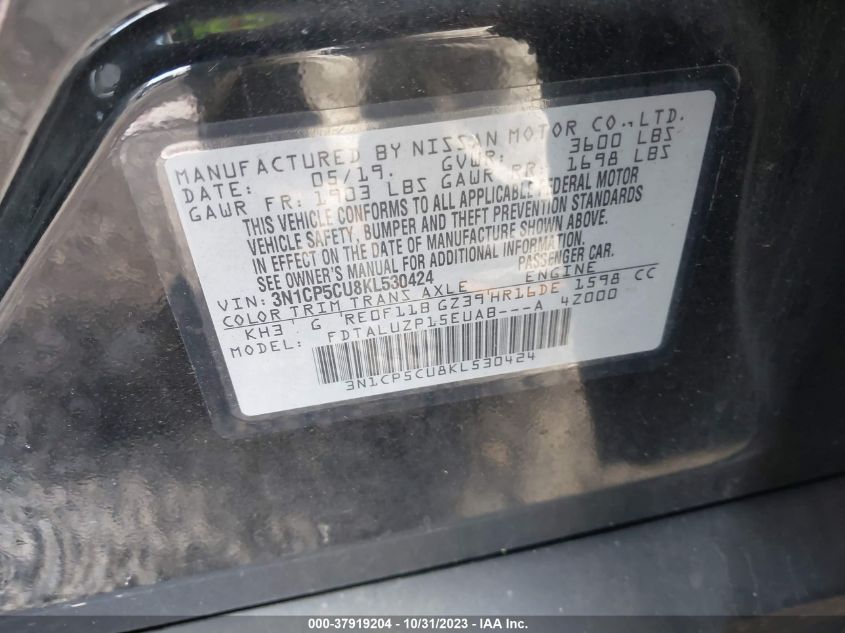 MANUFACTURED BY NISSAN MOTOR CO.,LTD.
DATE: 05/19. GVWR: 3600 LBS
GAWR FR: 1903 LBS GAWR RR: 1698 LBS
THIS VEHICLE CONFORMS TO ALL APPLICABLE FEDERAL MOTOR
VEHICLE SAFETY, BUMPER AND THEFT PREVENTION STANDARDS
IN EFFECT ON THE DATE OF MANUFACTURE SHOWN ABOVE.
SEE OWNER'S MANUAL FOR ADDITIONAL INFORMATION.
VIN: 3N1CP5CU8KL530424 PASSENGER CAR.
COLOR TRIM TRANS AXLE ENGINE
KH3 G RE0F11B GZ39 HR16DE 1598 CC
MODEL: FDTALUZP15EUAB---A 4Z000
3N1CP5CU8KL530424
000-37919204 - 10/31/2023 - IAA Inc.